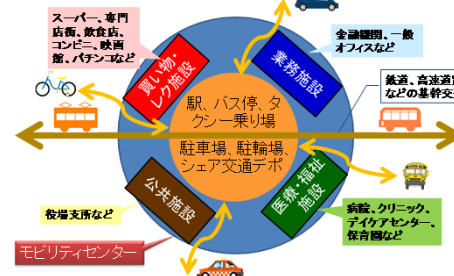 スーパー、専門
店街、飲食店、
コンビニ、映画
館、パチンコなど
金融機関、一般
オフィスなど
買い物・
レク施設
業務施設
鉄道、高速道
などの基幹交
駅、バス停、タ
クシー乗り場
駐車場、駐輪場、
シェア交通デポ
公共施設
医療・福祉
施設
役場支所など
病院、クリニック、
デイケアセンター、
保育園など
モビリティセンター